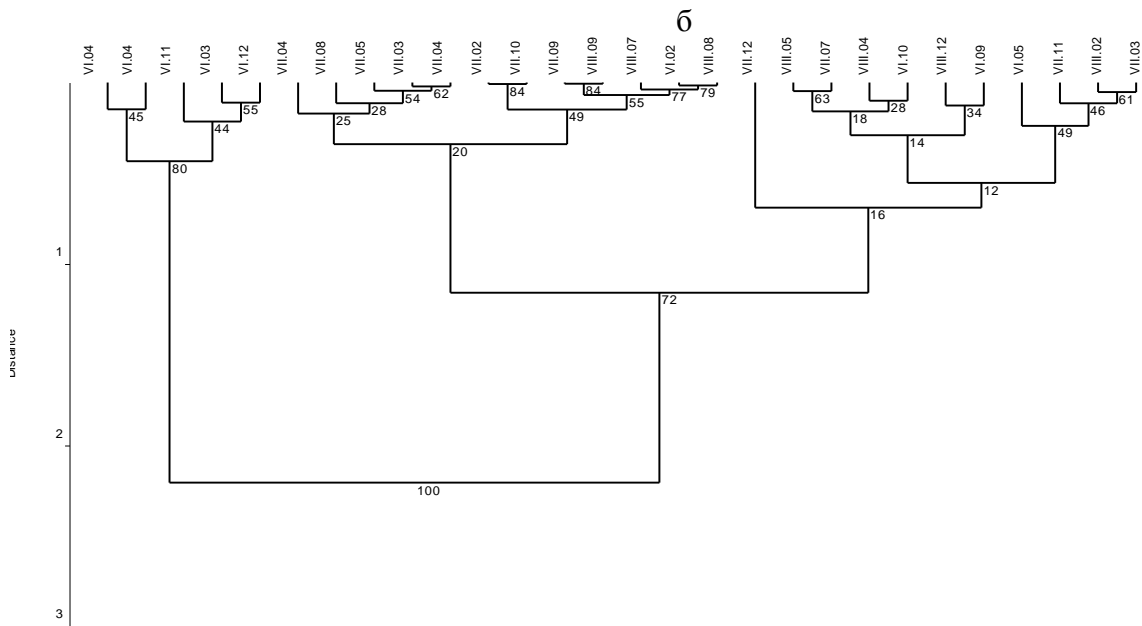 б
VI.04 VI.04 VI.11 VI.03 VI.12 VII.04 VII.08 VII.05 VII.03 VII.04 VII.02 VII.10 VII.09 VIII.09 VIII.07 VI.02 VIII.08 VII.12 VIII.05 VII.07 VIII.04 VI.10 VIII.12 VI.09 VI.05 VII.11 VIII.02 VII.03
84 84 79
62 77
54 55 63 61
45 55 28 49 18 28 34 46
44 25 14 49
80 20 12
16
1
72
Distance
2
100
3